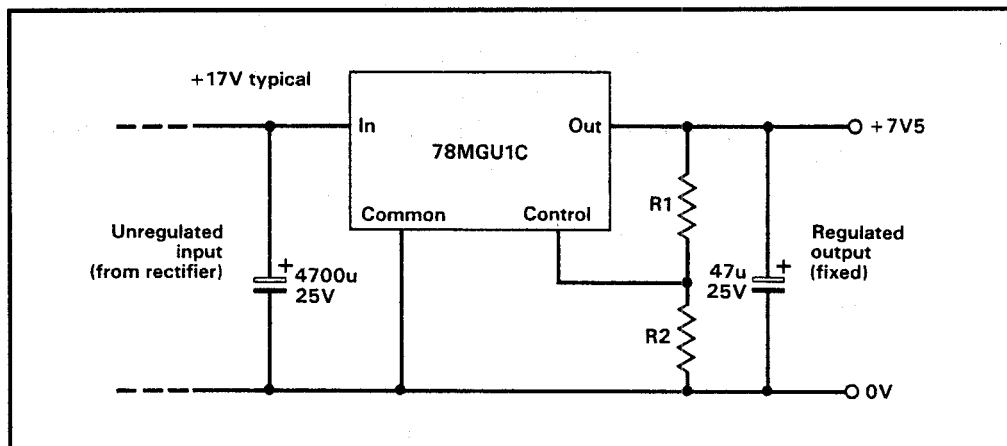 +17V typical
In
Out
+7V5
78MGU1C
R1
Common
Control
Unregulated
input
(from rectifier)
+
4700u
25V
47u
25V
+
Regulated
output
(fixed)
R2
0V